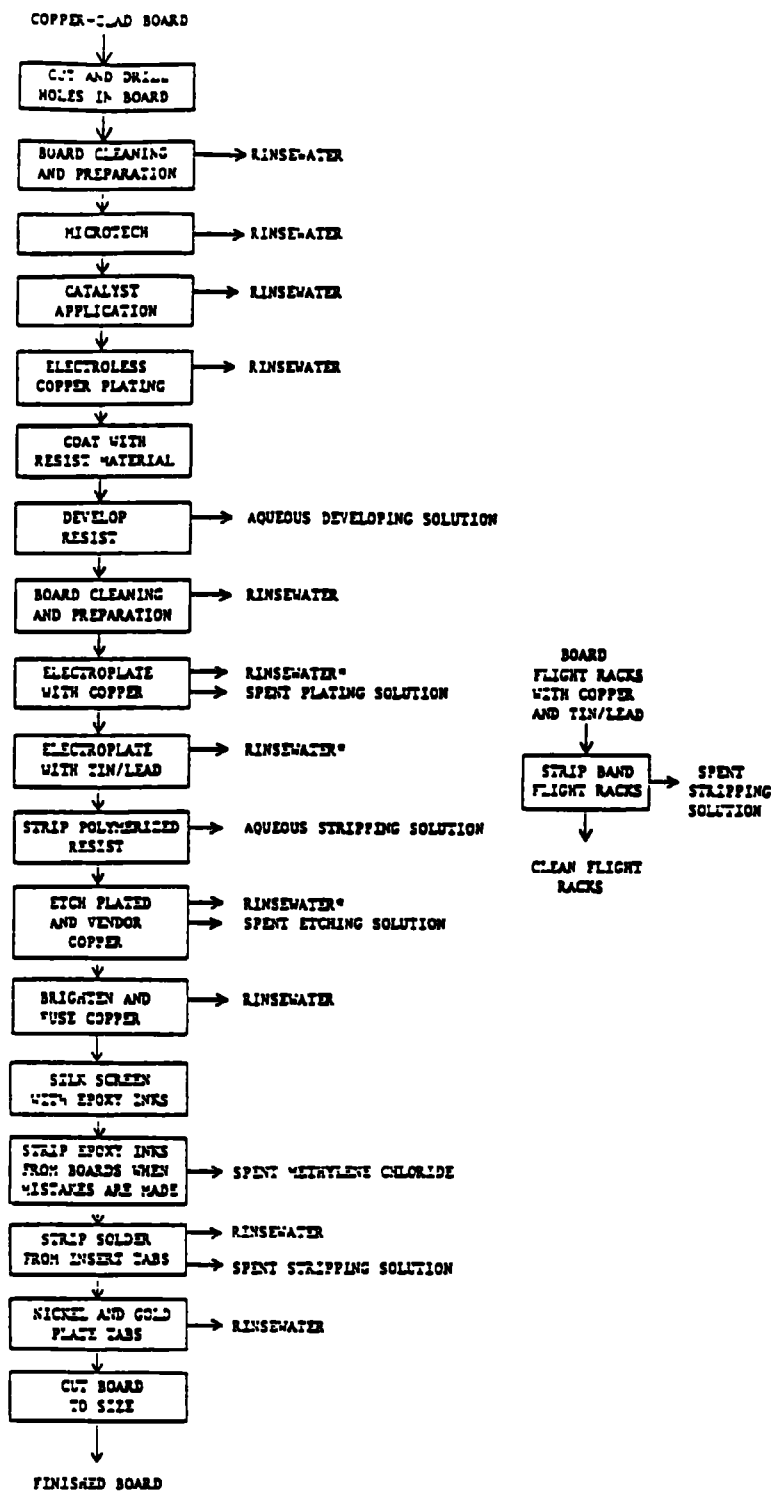 COPPER-CLAD BOARD
CUT AND DRILL
HOLES IN BOARD
BOARD CLEANING
AND PREPARATION
RINSEWATER
MICROTECH
RINSEWATER
CATALYST
APPLICATION
RINSEWATER
ELECTROLESS
COPPER PLATING
RINSEWATER
COAT WITH
RESIST MATERIAL
DEVELOP
RESIST
AQUEOUS DEVELOPING SOLUTION
BOARD CLEANING
AND PREPARATION
RINSEWATER
ELECTROPLATE
WITH COPPER
RINSEWATER*
SPENT PLATING SOLUTION
ELECTROPLATE
WITH TIN/LEAD
RINSEWATER*
STRIP POLYMERIZED
RESIST
AQUEOUS STRIPPING SOLUTION
ETCH PLATED
AND VENDOR
COPPER
RINSEWATER*
SPENT ETCHING SOLUTION
BRIGHTEN AND
FUSE COPPER
RINSEWATER
SILK SCREEN
WITH EPOXY INKS
STRIP EPOXY INKS
FROM BOARDS WHEN
MISTAKES ARE MADE
SPENT METHYLENE CHLORIDE
STRIP SOLDER
FROM INSERT TABS
RINSEWATER
SPENT STRIPPING SOLUTION
NICKEL AND GOLD
PLATE TABS
RINSEWATER
CUT BOARD
TO SIZE
FINISHED BOARD
BOARD
FLIGHT RACKS
WITH COPPER
AND TIN/LEAD
STRIP BAND
FLIGHT RACKS
SPENT
STRIPPING
SOLUTION
CLEAN FLIGHT
RACKS